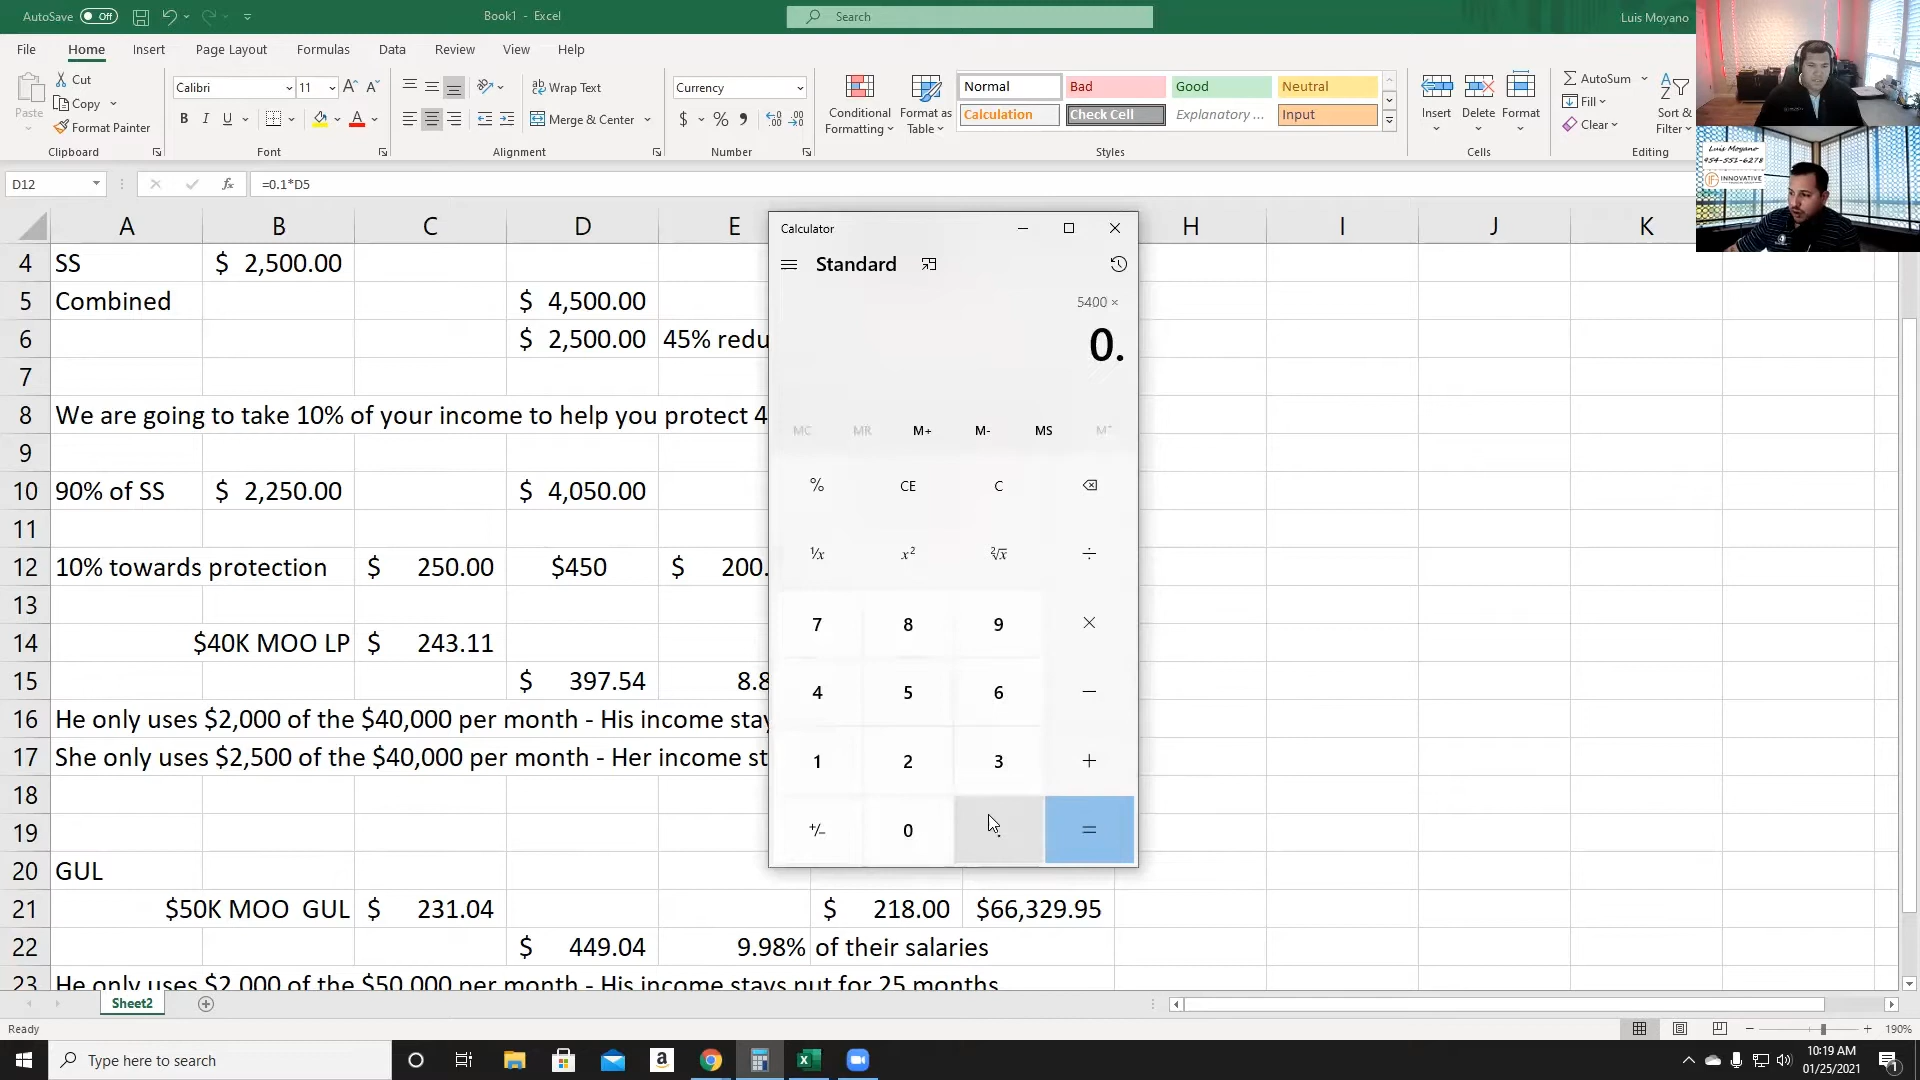 AutoSave Off
Book1 - Excel
Search
Luis Moyano
File Home Insert Page Layout Formulas Data Review View Help
Paste
Cut
Copy
Format Painter
Clipboard
Calibri 11
B I U
Font
Wrap Text
Merge & Center
Alignment
Currency
$ % 9
Number
Conditional Formatting
Format as Table
Normal Bad Good Neutral
Calculation Check Cell Explanatory ... Input
Styles
Insert Delete Format
Cells
AutoSum
Fill
Clear
Sort & Filter
Editing
Luis Moyano
954-551-6278
INNOVATIVE
D12 fx =0.1*D5
A B C D E H I J K
4 SS $ 2,500.00
5 Combined $ 4,500.00
6 $ 2,500.00 45% redu
7
8 We are going to take 10% of your income to help you protect 4
9
10 90% of SS $ 2,250.00 $ 4,050.00
11
12 10% towards protection $ 250.00 $450 $ 200.
13
14 $40K MOO LP $ 243.11
15 $ 397.54 8.8
16 He only uses $2,000 of the $40,000 per month - His income stay
17 She only uses $2,500 of the $40,000 per month - Her income st
18
19
20 GUL
21 $50K MOO GUL $ 231.04 $ 218.00 $66,329.95
22 $ 449.04 9.98% of their salaries
23 He only uses $2,000 of the $50,000 per month - His income stays put for 25 months
Calculator
Standard
5400 ×
0.
MC MR M+ M- MS M˅
% CE C
1/x x² ²√x ÷
7 8 9 ×
4 5 6 −
1 2 3 +
+/− 0 . =
Sheet2
Ready
190%
Type here to search
10:19 AM
01/25/2021
1